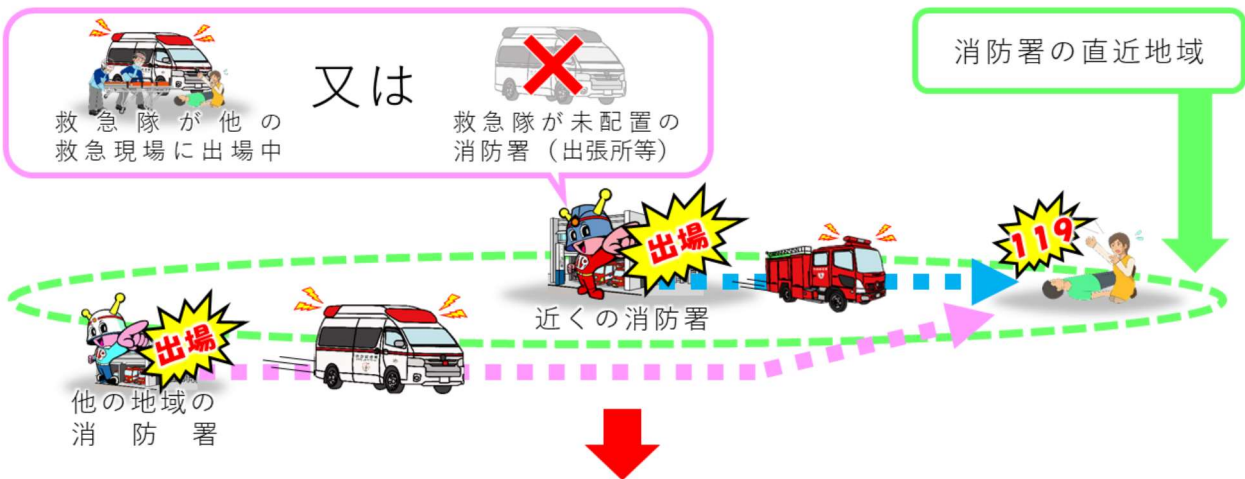 救急隊が他の
救急現場に出場中
又は
救急隊が未配置の
消防署（出張所等）
消防署の直近地域
出場
119
近くの消防署
出場
他の地域の
消防署